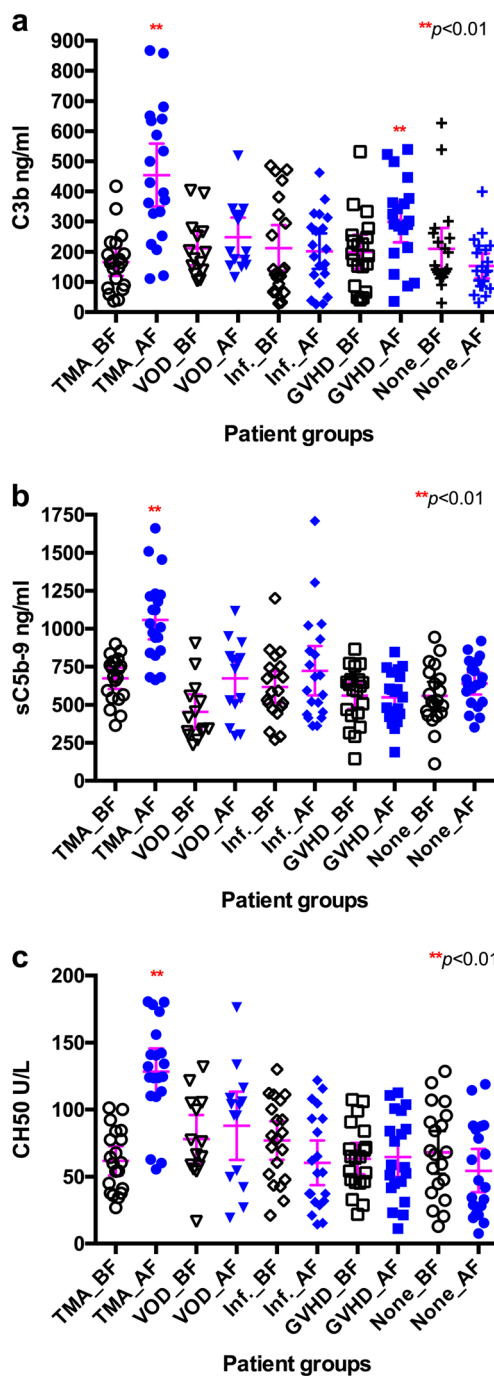 a
**p<0.01
C3b ng/ml
900
800
700
600
500
400
300
200
100
0
TMA_BF
TMA_AF
VOD_BF
VOD_AF
Inf._BF
Inf._AF
GVHD_BF
GVHD_AF
None_BF
None_AF
**
**
Patient groups
b
**p<0.01
sC5b-9 ng/ml
1750
1500
1250
1000
750
500
250
0
**
TMA_BF
TMA_AF
VOD_BF
VOD_AF
Inf._BF
Inf._AF
GVHD_BF
GVHD_AF
None_BF
None_AF
Patient groups
c
**p<0.01
CH50 U/L
200
150
100
50
0
**
TMA_BF
TMA_AF
VOD_BF
VOD_AF
Inf._BF
Inf._AF
GVHD_BF
GVHD_AF
None_BF
None_AF
Patient groups